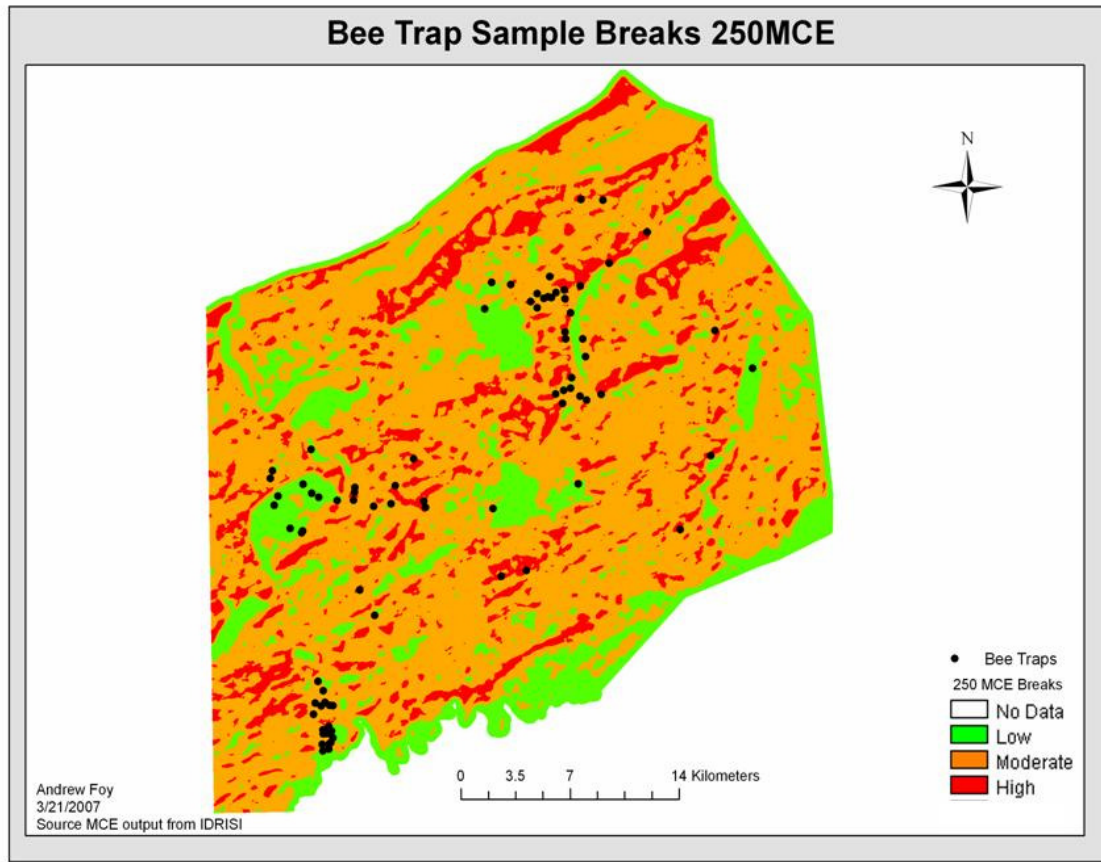 Bee Trap Sample Breaks 250MCE
N
Bee Traps
250 MCE Breaks
No Data
Low
Moderate
High
0 3.5 7 14 Kilometers
Andrew Foy
3/21/2007
Source MCE output from IDRISI